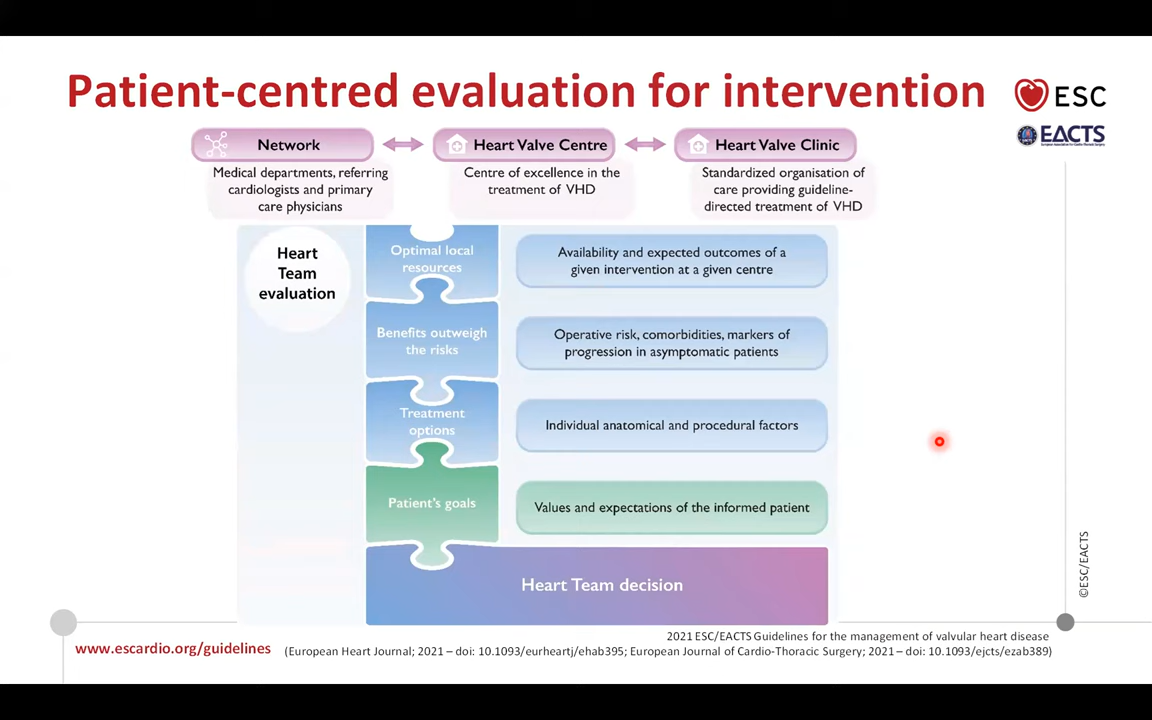 Patient-centred evaluation for intervention
ESC
EACTS
Network
Heart Valve Centre
Heart Valve Clinic
Medical departments, referring
cardiologists and primary
care physicians
Centre of excellence in the
treatment of VHD
Standardized organisation of
care providing guideline-
directed treatment of VHD
Heart
Team
evaluation
Optimal local
resources
Availability and expected outcomes of a
given intervention at a given centre
Benefits outweigh
the risks
Operative risk, comorbidities, markers of
progression in asymptomatic patients
Treatment
options
Individual anatomical and procedural factors
Patient's goals
Values and expectations of the informed patient
Heart Team decision
©ESC/EACTS
www.escardio.org/guidelines
2021 ESC/EACTS Guidelines for the management of valvular heart disease
(European Heart Journal; 2021 – doi: 10.1093/eurheartj/ehab395; European Journal of Cardio-Thoracic Surgery; 2021 – doi: 10.1093/ejcts/ezab389)